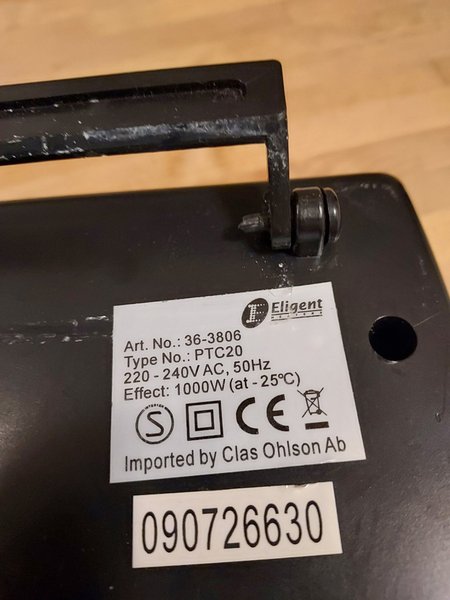 Eligent
Art. No.: 36-3806
Type No.: PTC20
220 - 240V AC, 50Hz
Effect: 1000W (at - 25°C)
S
CE
Imported by Clas Ohlson Ab
090726630